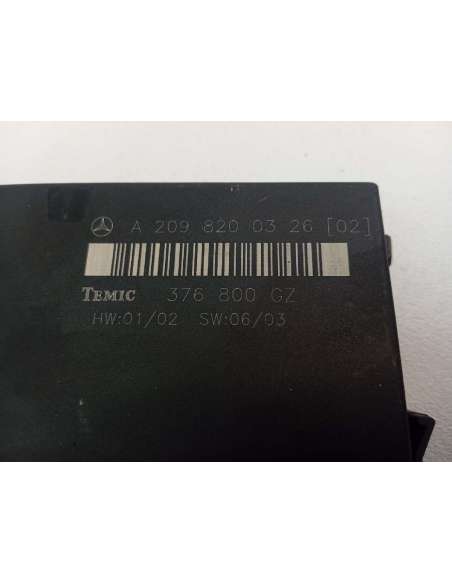 A 209 820 03 26 [02]
TEMIC 376 800 GZ
HW:01/02 SW:06/03